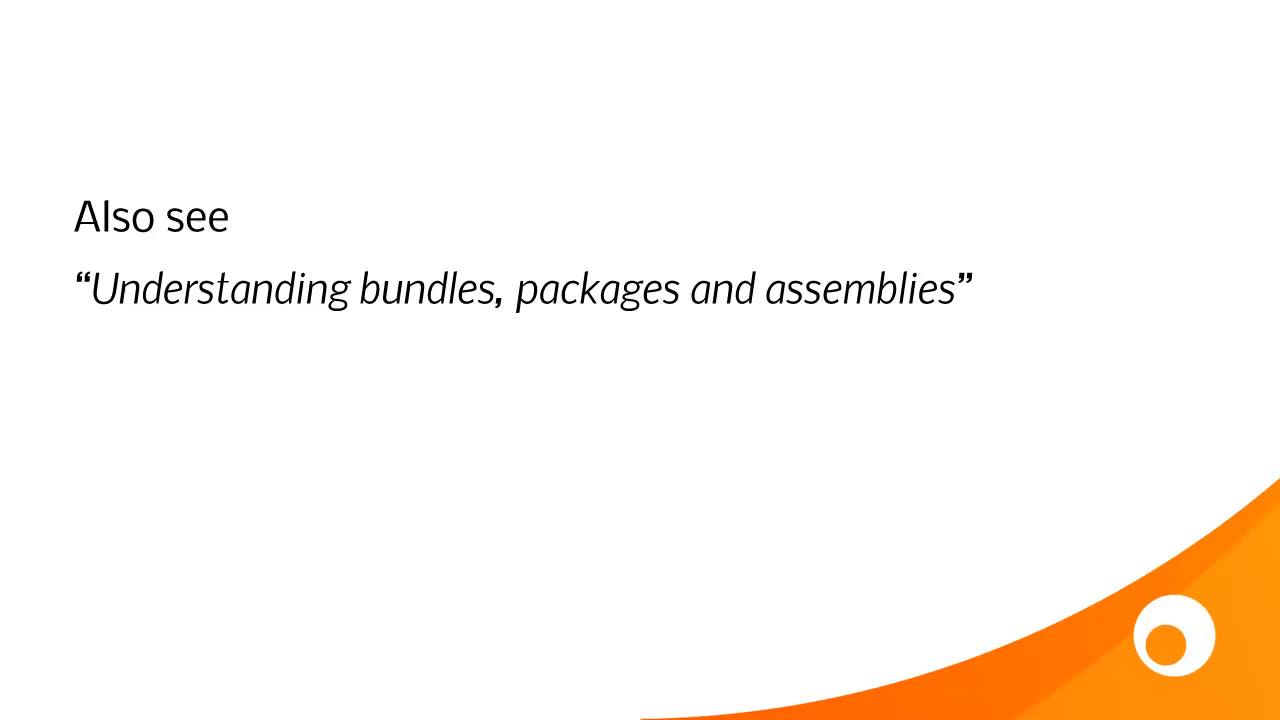 Also see
“Understanding bundles, packages and assemblies”